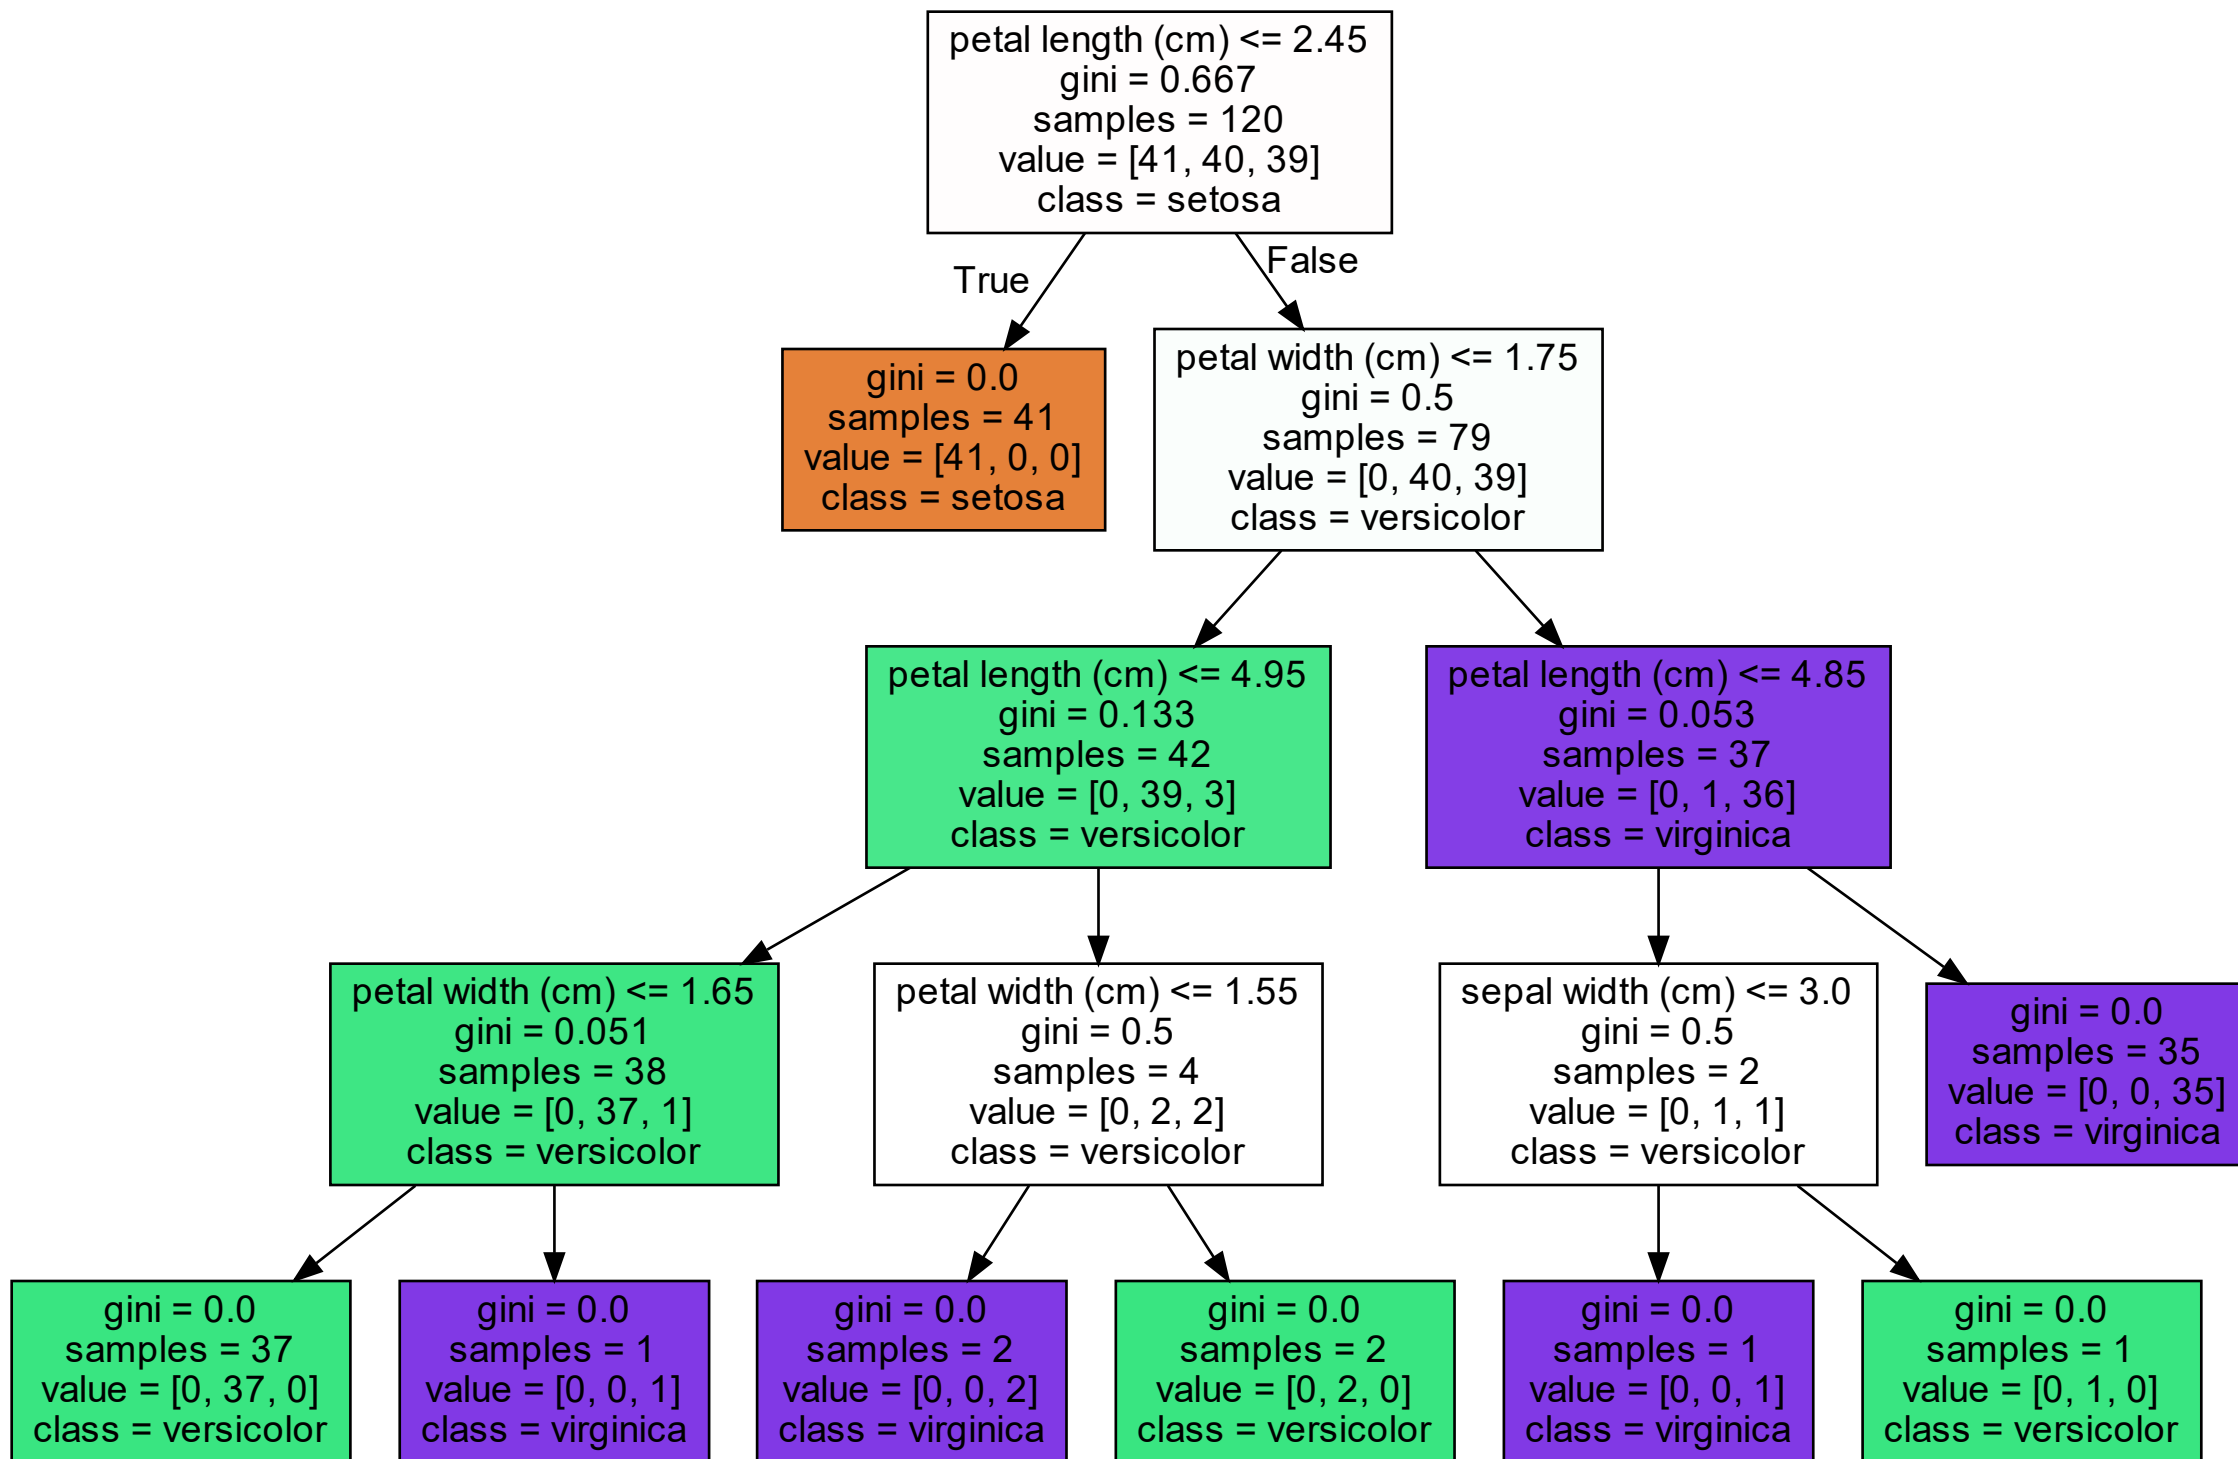 petal length (cm) <= 2.45
gini = 0.667
samples = 120
value = [41, 40, 39]
class = setosa
True
False
gini = 0.0
samples = 41
value = [41, 0, 0]
class = setosa
petal width (cm) <= 1.75
gini = 0.5
samples = 79
value = [0, 40, 39]
class = versicolor
petal length (cm) <= 4.95
gini = 0.133
samples = 42
value = [0, 39, 3]
class = versicolor
petal length (cm) <= 4.85
gini = 0.053
samples = 37
value = [0, 1, 36]
class = virginica
petal width (cm) <= 1.65
gini = 0.051
samples = 38
value = [0, 37, 1]
class = versicolor
petal width (cm) <= 1.55
gini = 0.5
samples = 4
value = [0, 2, 2]
class = versicolor
sepal width (cm) <= 3.0
gini = 0.5
samples = 2
value = [0, 1, 1]
class = versicolor
gini = 0.0
samples = 35
value = [0, 0, 35]
class = virginica
gini = 0.0
samples = 37
value = [0, 37, 0]
class = versicolor
gini = 0.0
samples = 1
value = [0, 0, 1]
class = virginica
gini = 0.0
samples = 2
value = [0, 0, 2]
class = virginica
gini = 0.0
samples = 2
value = [0, 2, 0]
class = versicolor
gini = 0.0
samples = 1
value = [0, 0, 1]
class = virginica
gini = 0.0
samples = 1
value = [0, 1, 0]
class = versicolor